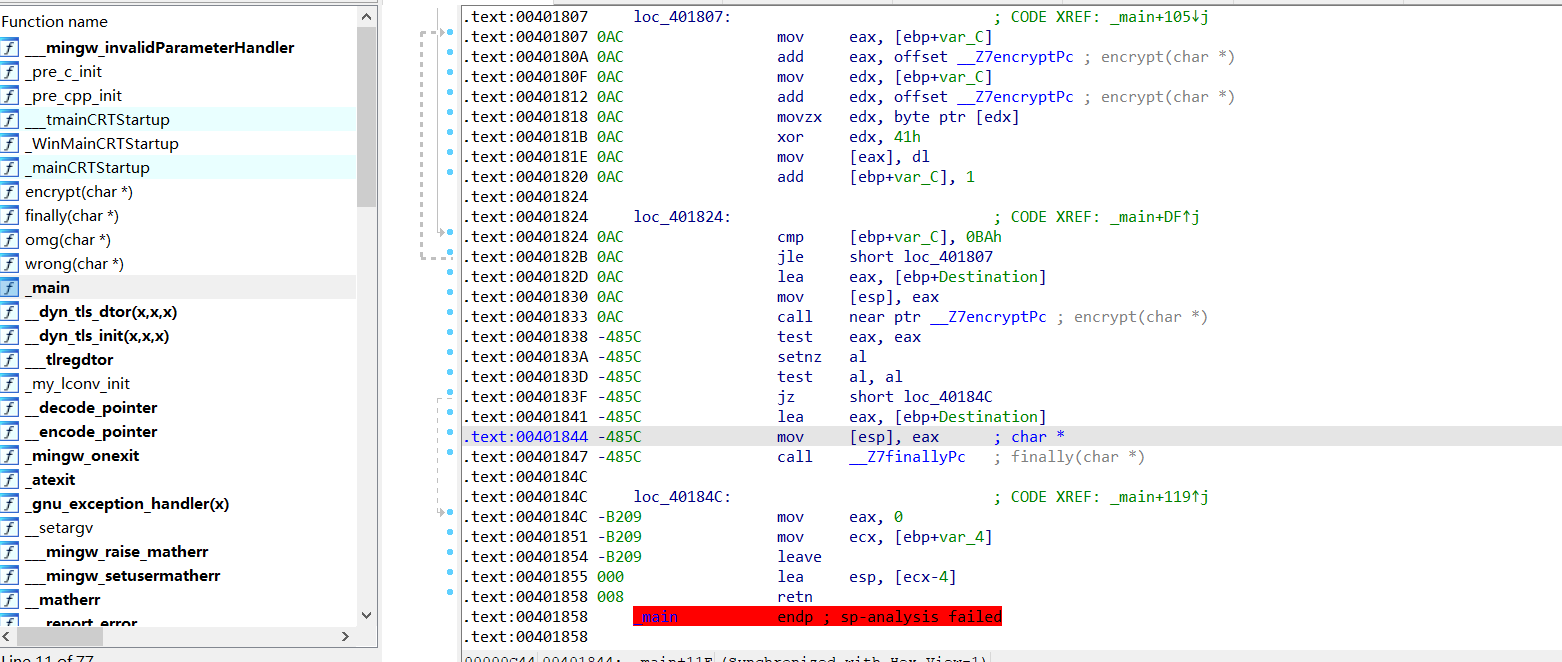 Function name
___mingw_invalidParameterHandler
_pre_c_init
_pre_cpp_init
___tmainCRTStartup
_WinMainCRTStartup
_mainCRTStartup
encrypt(char *)
finally(char *)
omg(char *)
wrong(char *)
_main
__dyn_tls_dtor(x,x,x)
__dyn_tls_init(x,x,x)
___tlregdtor
_my_lconv_init
__decode_pointer
__encode_pointer
_mingw_onexit
_atexit
_gnu_exception_handler(x)
__setargv
___mingw_raise_matherr
___mingw_setusermatherr
__matherr
__report_error
Line 11 of 77
.text:00401807 loc_401807: ; CODE XREF: _main+105↓j
.text:00401807 0AC mov eax, [ebp+var_C]
.text:0040180A 0AC add eax, offset __Z7encryptPc ; encrypt(char *)
.text:0040180F 0AC mov edx, [ebp+var_C]
.text:00401812 0AC add edx, offset __Z7encryptPc ; encrypt(char *)
.text:00401818 0AC movzx edx, byte ptr [edx]
.text:0040181B 0AC xor edx, 41h
.text:0040181E 0AC mov [eax], dl
.text:00401820 0AC add [ebp+var_C], 1
.text:00401824
.text:00401824 loc_401824: ; CODE XREF: _main+DF↑j
.text:00401824 0AC cmp [ebp+var_C], 0BAh
.text:0040182B 0AC jle short loc_401807
.text:0040182D 0AC lea eax, [ebp+Destination]
.text:00401830 0AC mov [esp], eax
.text:00401833 0AC call near ptr __Z7encryptPc ; encrypt(char *)
.text:00401838 -485C test eax, eax
.text:0040183A -485C setnz al
.text:0040183D -485C test al, al
.text:0040183F -485C jz short loc_40184C
.text:00401841 -485C lea eax, [ebp+Destination]
.text:00401844 -485C mov [esp], eax ; char *
.text:00401847 -485C call __Z7finallyPc ; finally(char *)
.text:0040184C
.text:0040184C loc_40184C: ; CODE XREF: _main+119↑j
.text:0040184C -B209 mov eax, 0
.text:00401851 -B209 mov ecx, [ebp+var_4]
.text:00401854 -B209 leave
.text:00401855 000 lea esp, [ecx-4]
.text:00401858 008 retn
.text:00401858 _main endp ; sp-analysis failed
.text:00401858
00000C44 00401844: _main+11E (Synchronized with Hex View-1)